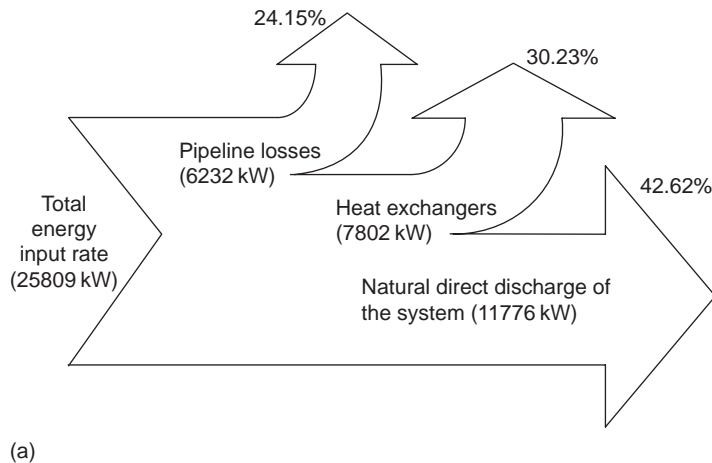 24.15%
30.23%
Pipeline losses
(6232 kW)
42.62%
Total
energy
input rate
(25809 kW)
Heat exchangers
(7802 kW)
Natural direct discharge of
the system (11776 kW)
(a)